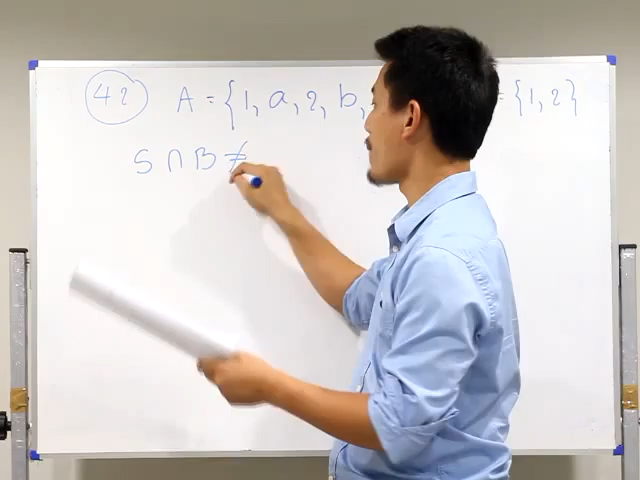 42 A = {1, a, 2, b, = {1, 2}
S ∩ B ≠